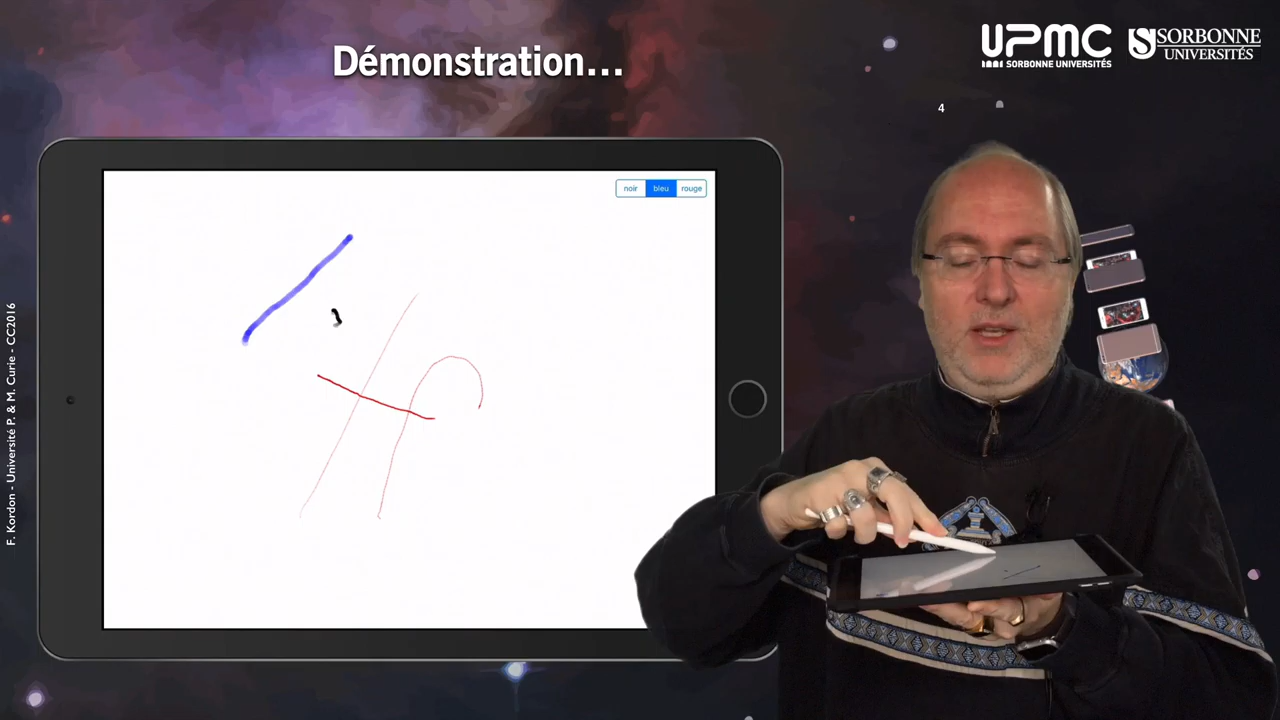 Démonstration...
UPMC
SORBONNE UNIVERSITÉS
SORBONNE
UNIVERSITÉS
4
noir bleu rouge
F. Kordon - Université P. & M. Curie - CC2016